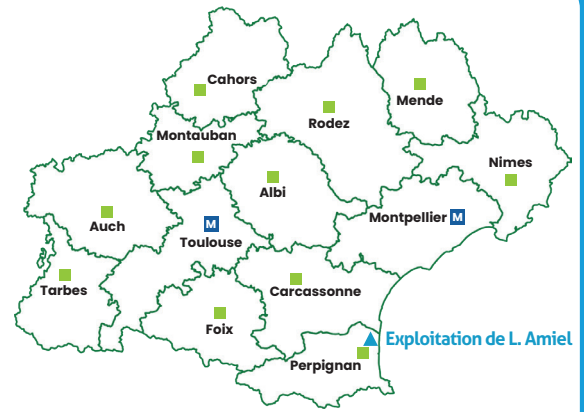 Cahors
Mende
Rodez
Montauban
Nimes
Albi
Auch
M
Toulouse
Montpellier M
Tarbes
Carcassonne
Foix
Exploitation de L. Amiel
Perpignan